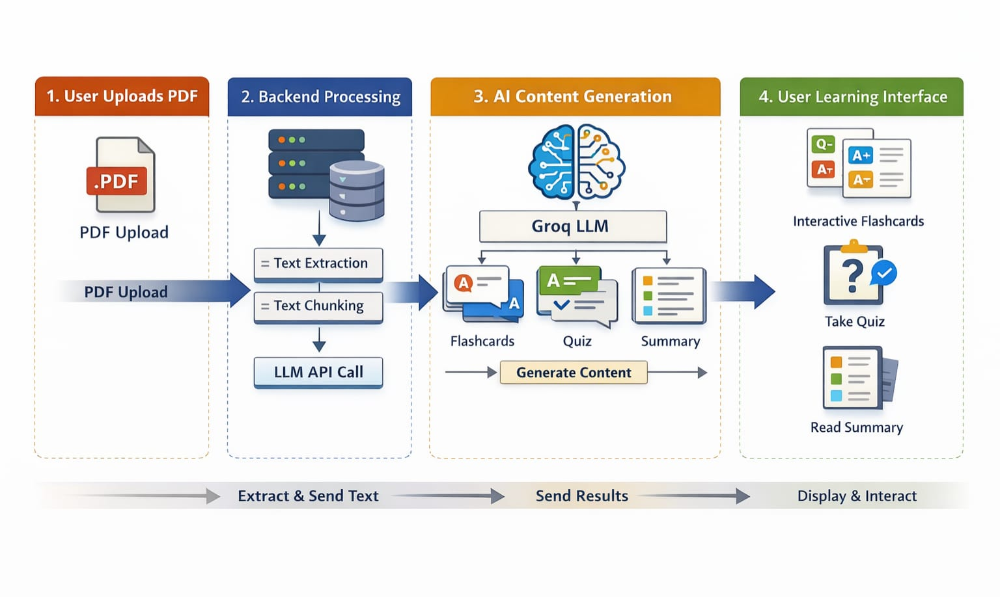 1. User Uploads PDF
.PDF
PDF Upload
PDF Upload
2. Backend Processing
= Text Extraction
= Text Chunking
LLM API Call
3. AI Content Generation
Groq LLM
A
A
Flashcards
A
Quiz
Summary
Generate Content
4. User Learning Interface
Q-
A+
A
A
Interactive Flashcards
?
Take Quiz
Read Summary
Extract & Send Text
Send Results
Display & Interact